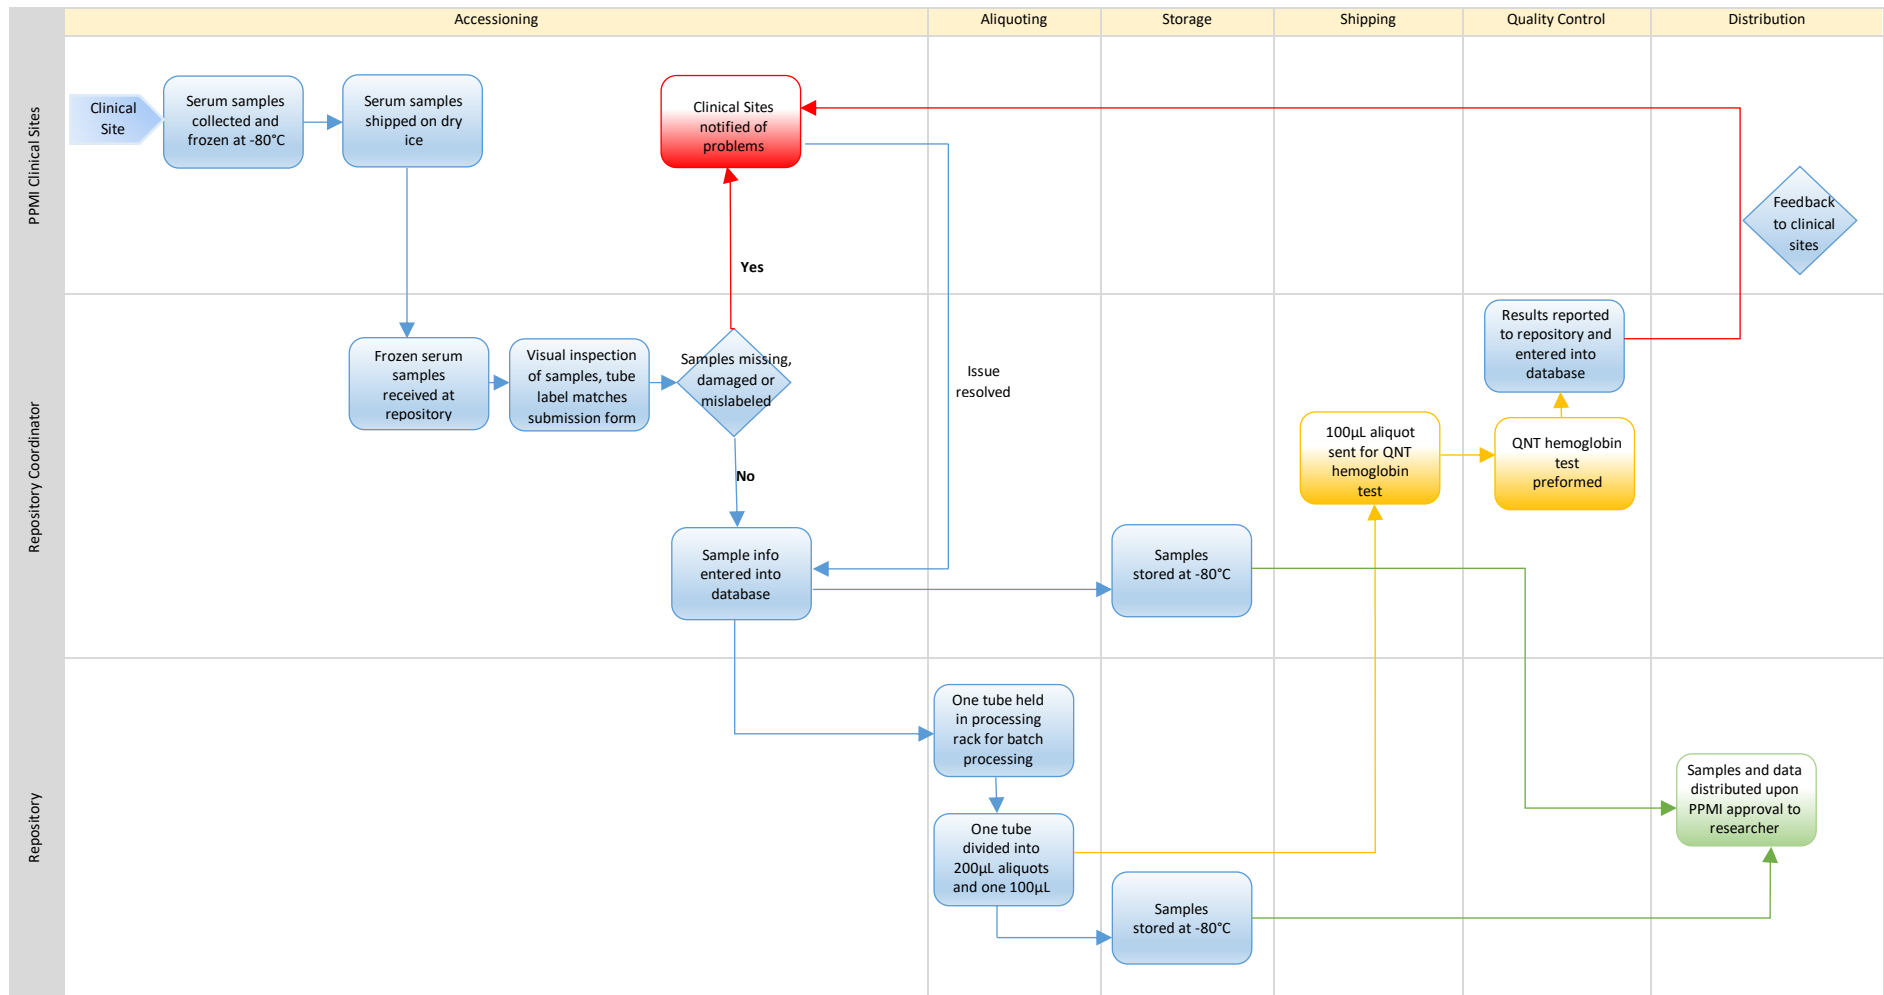 Accessioning
Aliquoting
Storage
Shipping
Quality Control
Distribution
PPMI Clinical Sites
Clinical
Site
Serum samples
collected and
frozen at -80°C
Serum samples
shipped on dry
ice
Clinical Sites
notified of
problems
Feedback
to clinical
sites
Yes
Repository Coordinator
Frozen serum
samples
received at
repository
Visual inspection
of samples, tube
label matches
submission form
Samples missing,
damaged or
mislabeled
Issue
resolved
No
Sample info
entered into
database
Samples
stored at -80°C
100µL aliquot
sent for QNT
hemoglobin
test
QNT hemoglobin
test
preformed
Results reported
to repository and
entered into
database
Repository
One tube held
in processing
rack for batch
processing
One tube
divided into
200µL aliquots
and one 100µL
Samples
stored at -80°C
Samples and data
distributed upon
PPMI approval to
researcher